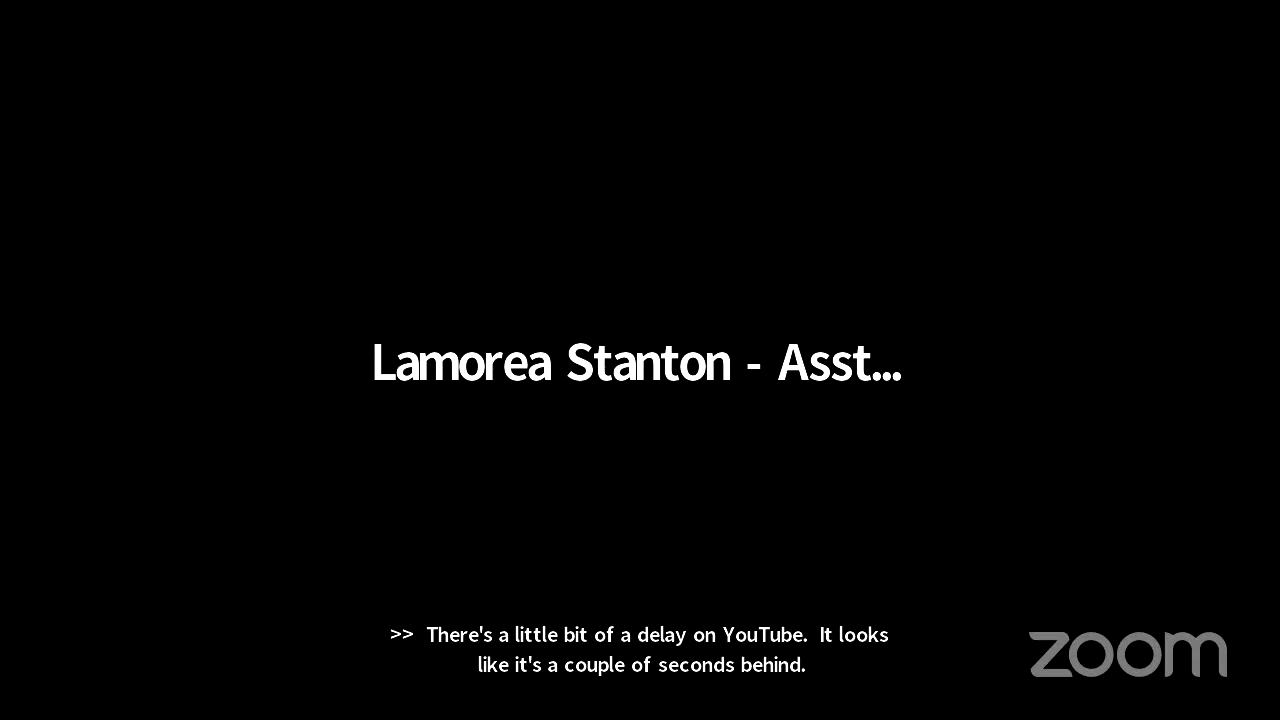 Lamorea Stanton - Asst...
>> There's a little bit of a delay on YouTube. It looks
like it's a couple of seconds behind.
zoom